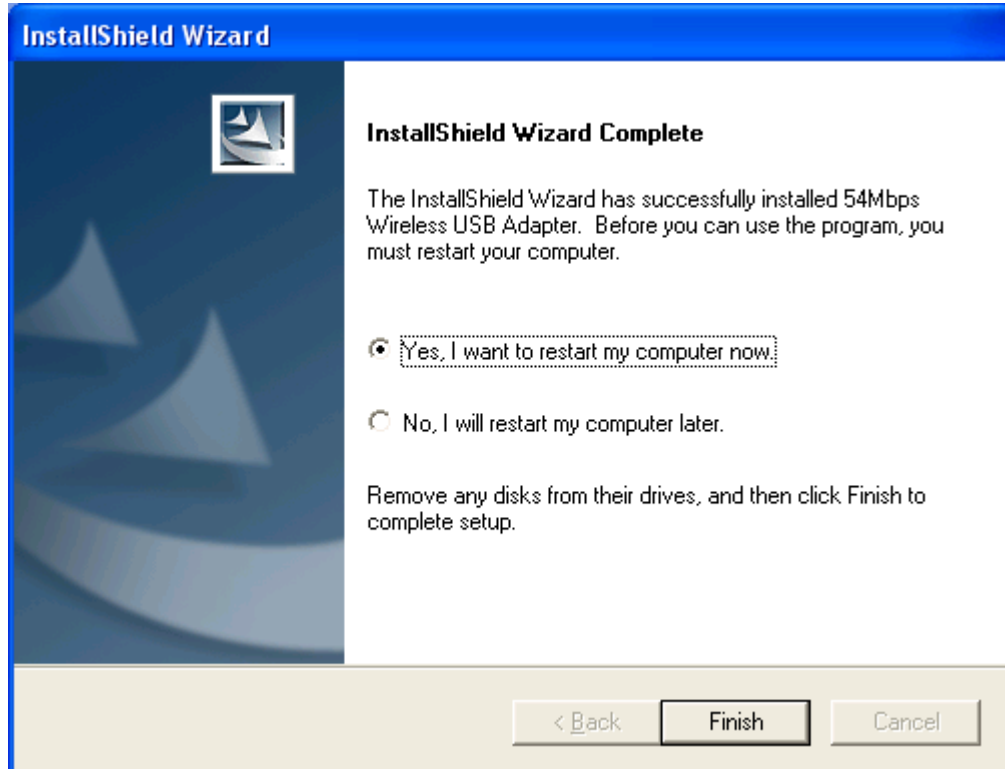 InstallShield Wizard
InstallShield Wizard Complete
The InstallShield Wizard has successfully installed 54Mbps
Wireless USB Adapter.  Before you can use the program, you
must restart your computer.
Yes, I want to restart my computer now.
No, I will restart my computer later.
Remove any disks from their drives, and then click Finish to
complete setup.
< Back
Finish
Cancel